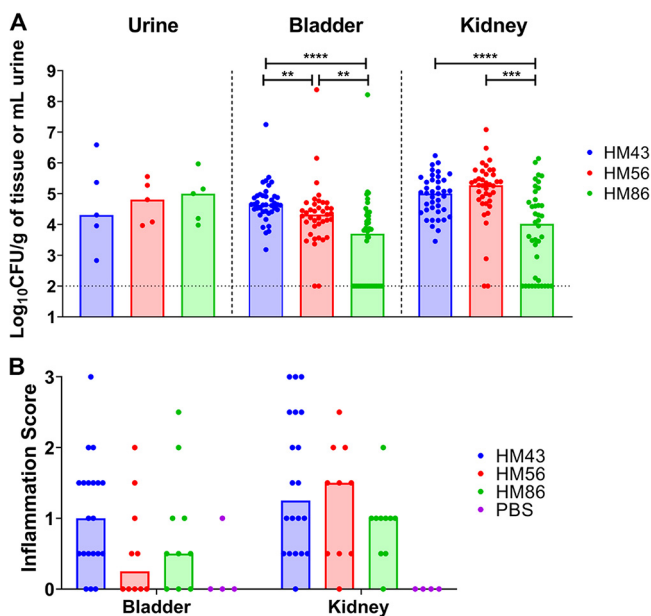 A
Urine
Bladder
Kidney
****
**
**
****
***
Log10CFU/g of tissue or mL urine
9
8
7
6
5
4
3
2
1
HM43
HM56
HM86
B
Inflammation Score
3
2
1
0
Bladder
Kidney
HM43
HM56
HM86
PBS